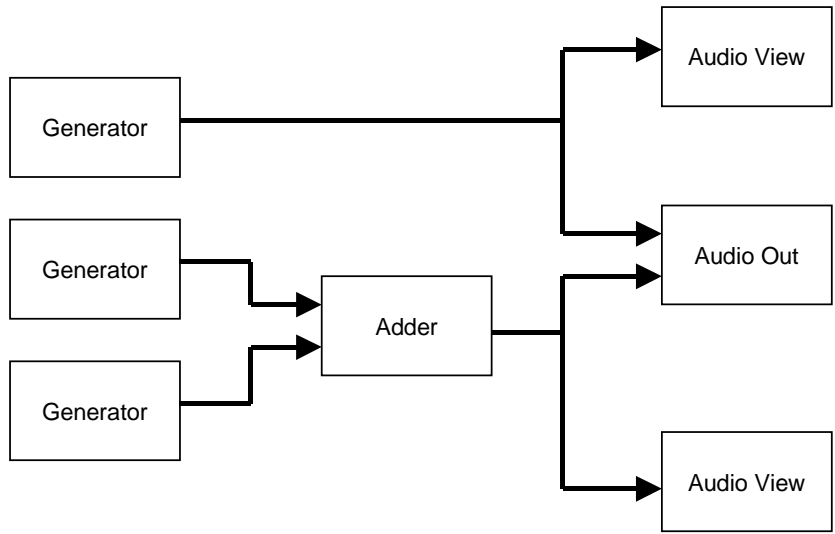 Audio View
Generator
Generator
Audio Out
Adder
Generator
Audio View